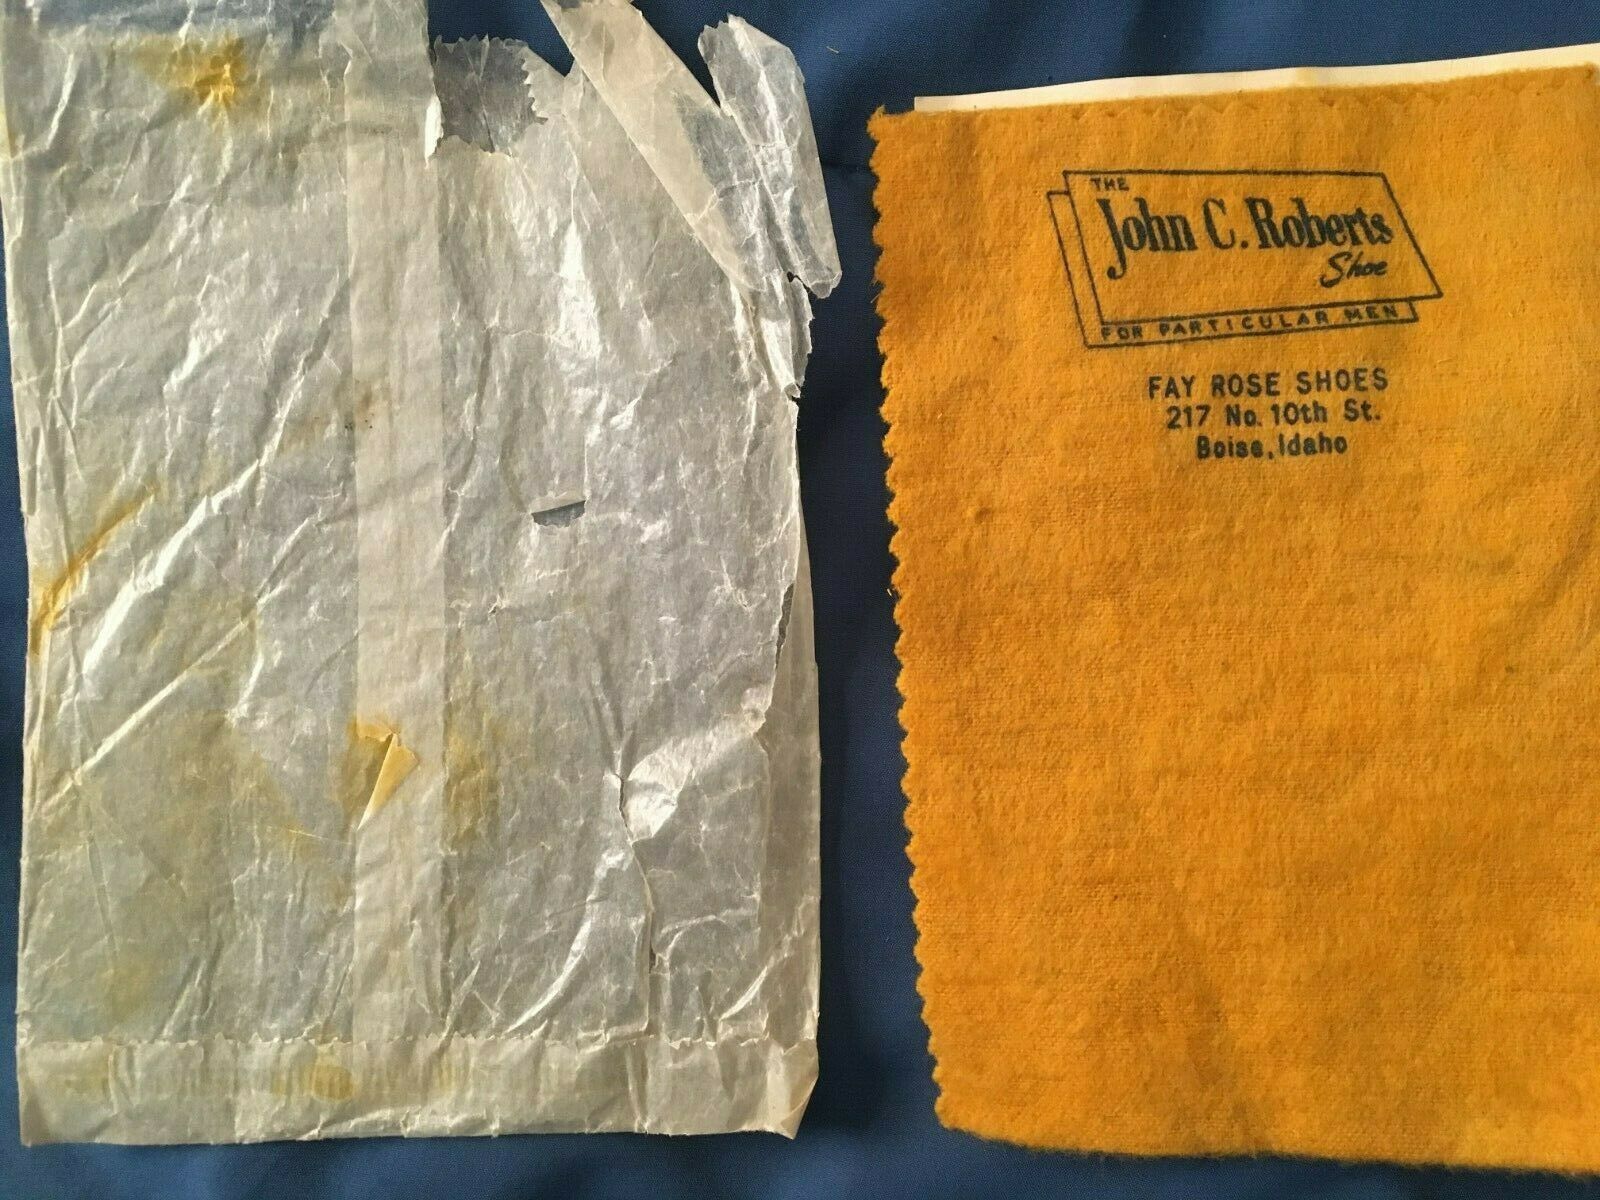 THE
John C. Roberts
Shoe
FOR PARTICULAR MEN
FAY ROSE SHOES
217 No. 10th St.
Boise, Idaho